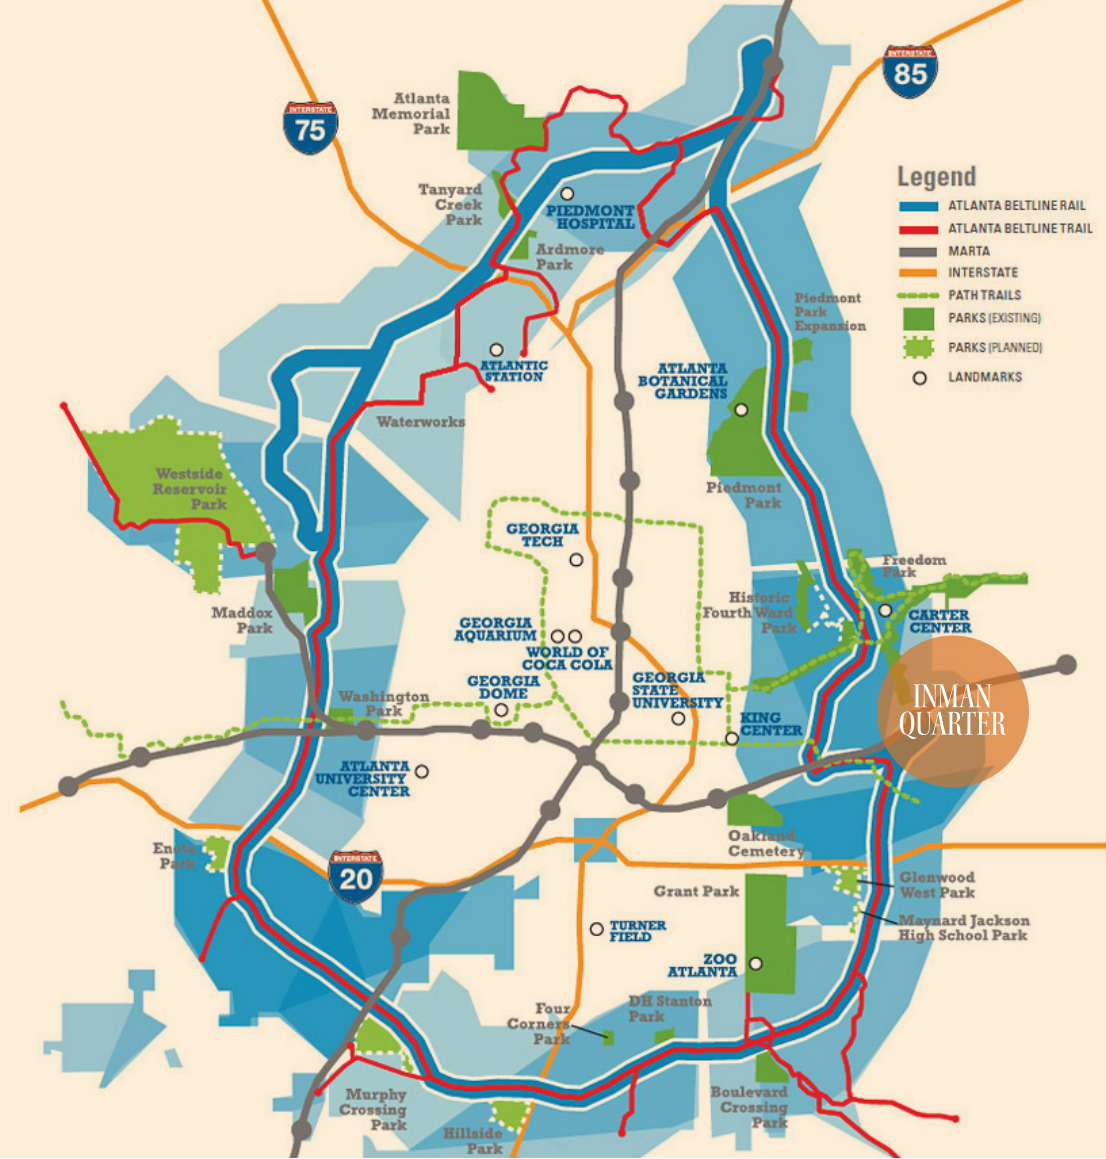 INTERSTATE
85
INTERSTATE
75
Atlanta
Memorial
Park
Legend
ATLANTA BELTLINE RAIL
ATLANTA BELTLINE TRAIL
MARTA
INTERSTATE
PATH TRAILS
PARKS (EXISTING)
PARKS (PLANNED)
LANDMARKS
Tanyard
Creek
Park
PIEDMONT
HOSPITAL
Ardmore
Park
Piedmont
Park
Expansion
ATLANTIC
STATION
ATLANTA
BOTANICAL
GARDENS
Waterworks
Westside
Reservoir
Park
Piedmont
Park
GEORGIA
TECH
Freedom
Park
Maddox
Park
Historic
Fourth Ward
Park
CARTER
CENTER
GEORGIA
AQUARIUM
WORLD OF
COCA COLA
GEORGIA
DOME
GEORGIA
STATE
UNIVERSITY
Washington
Park
KING
CENTER
INMAN
QUARTER
ATLANTA
UNIVERSITY
CENTER
Oakland
Cemetery
Enota
Park
INTERSTATE
20
Grant Park
Glenwood
West Park
Maynard Jackson
High School Park
TURNER
FIELD
ZOO
ATLANTA
Four
Corners
Park
DH Stanton
Park
Murphy
Crossing
Park
Boulevard
Crossing
Park
Hillside
Park